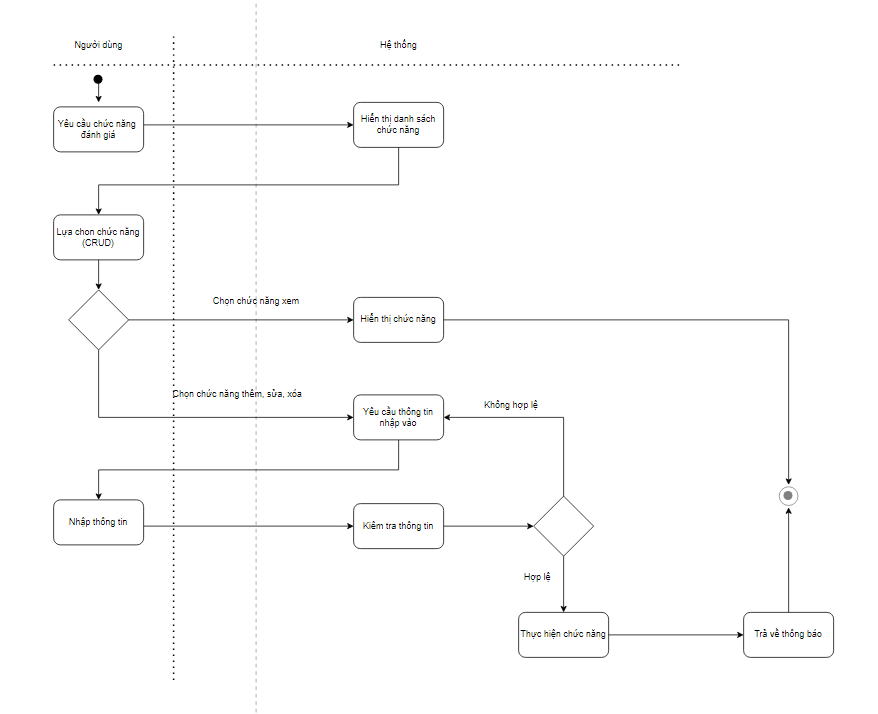 Người dùng
Hệ thống
Yêu cầu chức năng
đánh giá
Hiển thị danh sách
chức năng
Lựa chon chức năng
(CRUD)
Chọn chức năng xem
Hiển thị chức năng
Chọn chức năng thêm, sửa, xóa
Yêu cầu thông tin
nhập vào
Không hợp lệ
Nhập thông tin
Kiểm tra thông tin
Hợp lệ
Thực hiện chức năng
Trả về thông báo